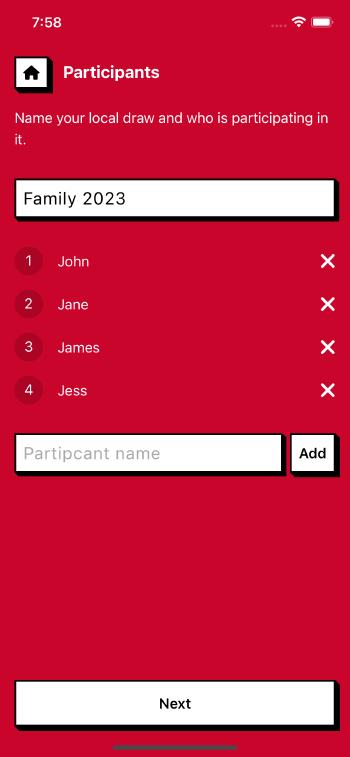 7:58
Participants
Name your local draw and who is participating in
it.
Family 2023
1 John
2 Jane
3 James
4 Jess
Partipcant name Add
Next